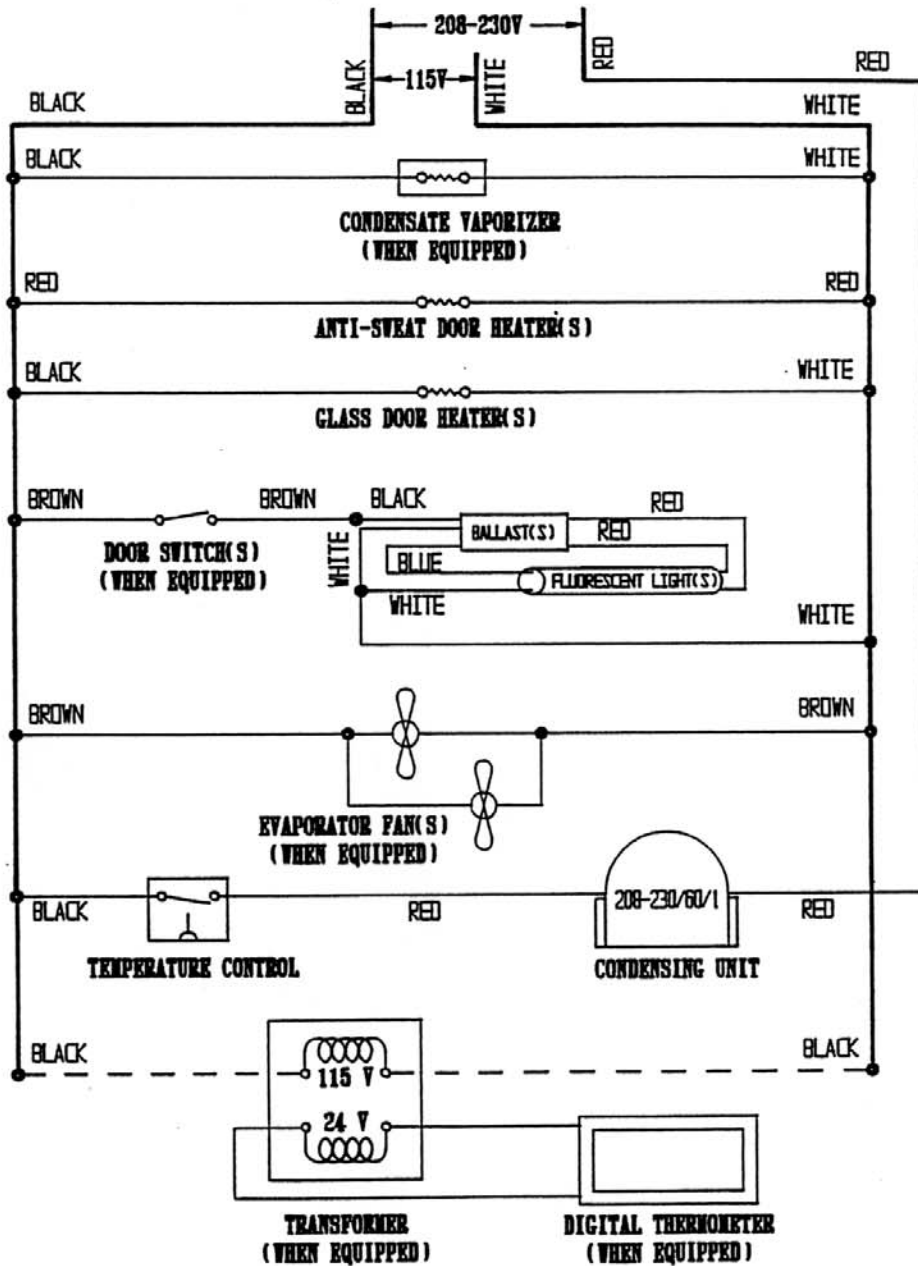 208-230V
BLACK
115V
WHITE
RED
RED
BLACK
WHITE
BLACK
WHITE
CONDENSATE VAPORIZER
(WHEN EQUIPPED)
RED
RED
ANTI-SWEAT DOOR HEATER(S)
BLACK
WHITE
GLASS DOOR HEATER(S)
BROWN
BROWN
BLACK
RED
BALLAST(S)
RED
DOOR SWITCH(S)
(WHEN EQUIPPED)
WHITE
BLUE
FLUORESCENT LIGHT(S)
WHITE
WHITE
BROWN
BROWN
EVAPORATOR FAN(S)
(WHEN EQUIPPED)
BLACK
RED
208-230/60/1
RED
TEMPERATURE CONTROL
CONDENSING UNIT
BLACK
BLACK
115 V
24 V
TRANSFORMER
(WHEN EQUIPPED)
DIGITAL THERMOMETER
(WHEN EQUIPPED)